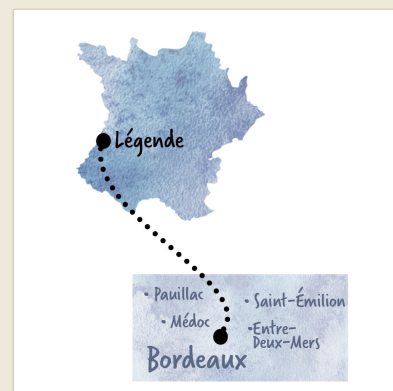 Légende
• Pauillac
• Saint-Émilion
• Médoc
•Entre-
Deux-Mers
Bordeaux